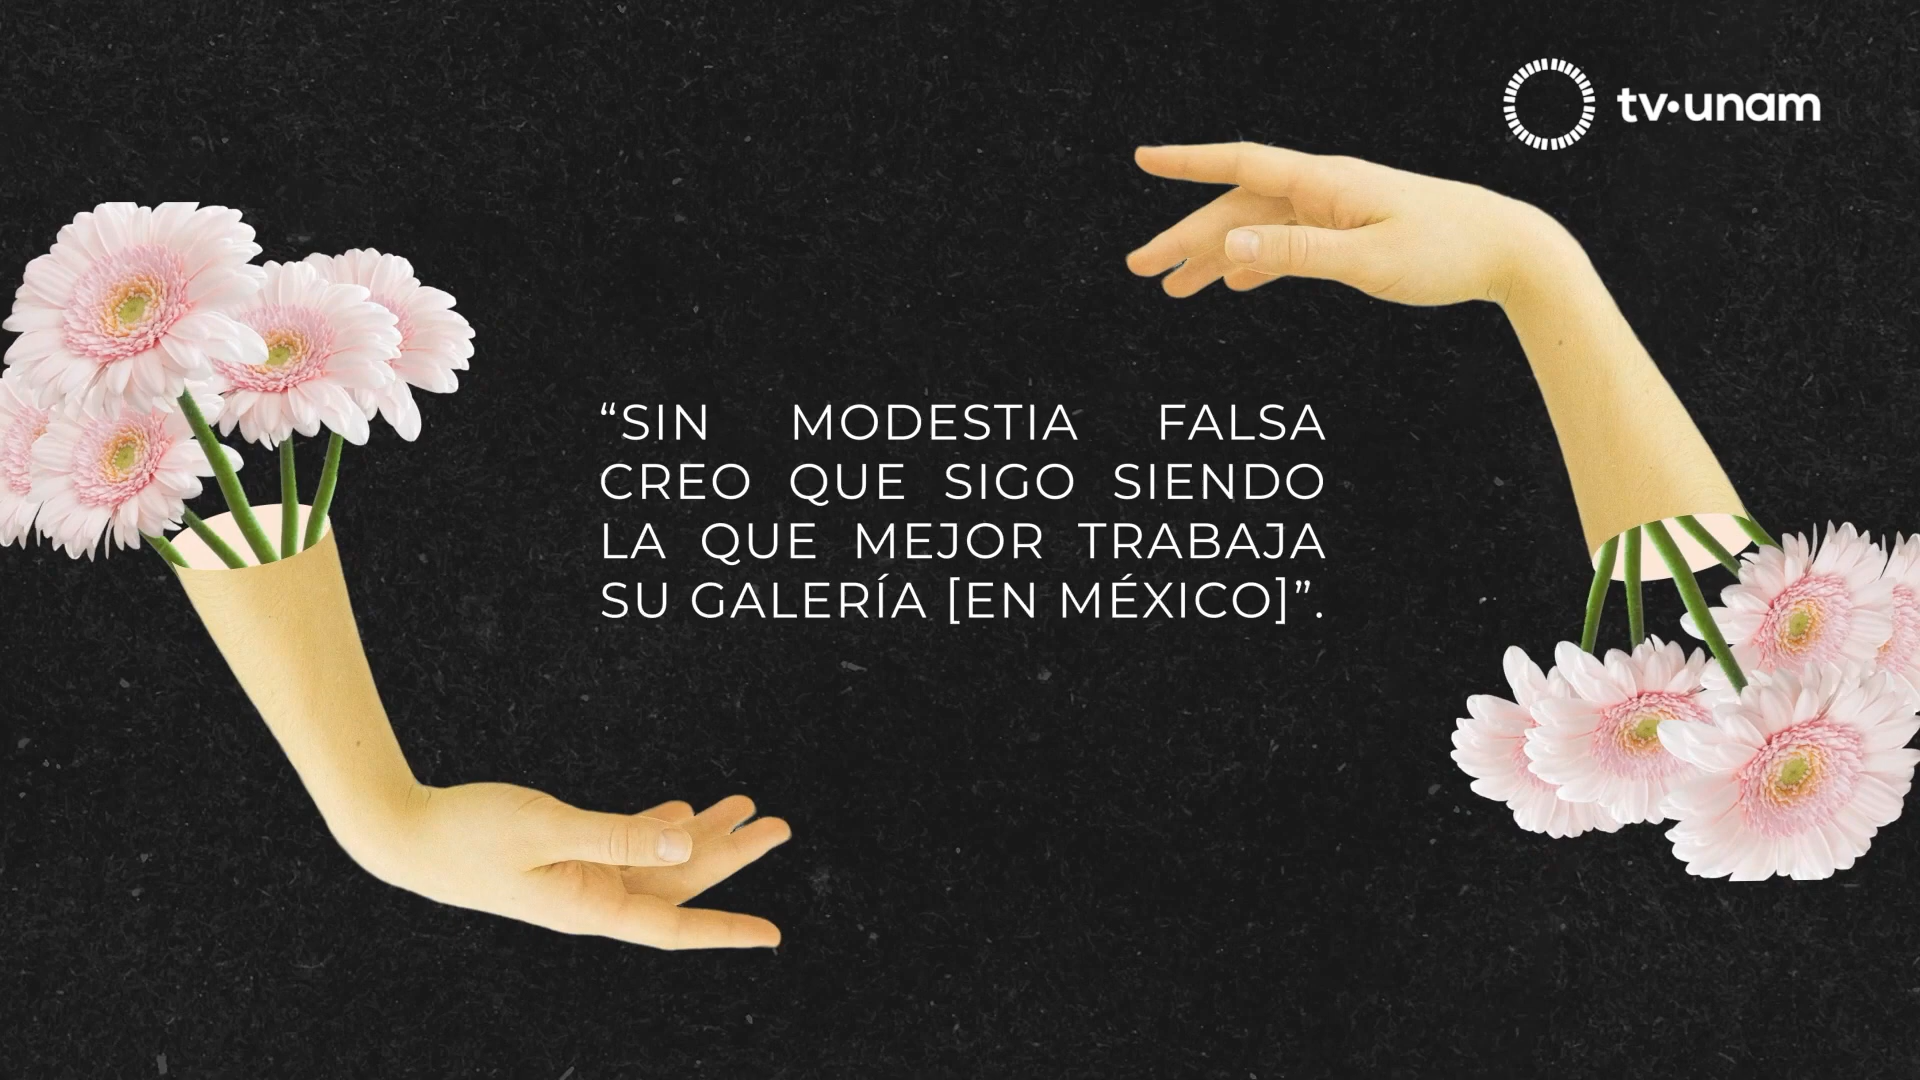 tv·unam
“SIN MODESTIA FALSA
CREO QUE SIGO SIENDO
LA QUE MEJOR TRABAJA
SU GALERÍA [EN MÉXICO]”.